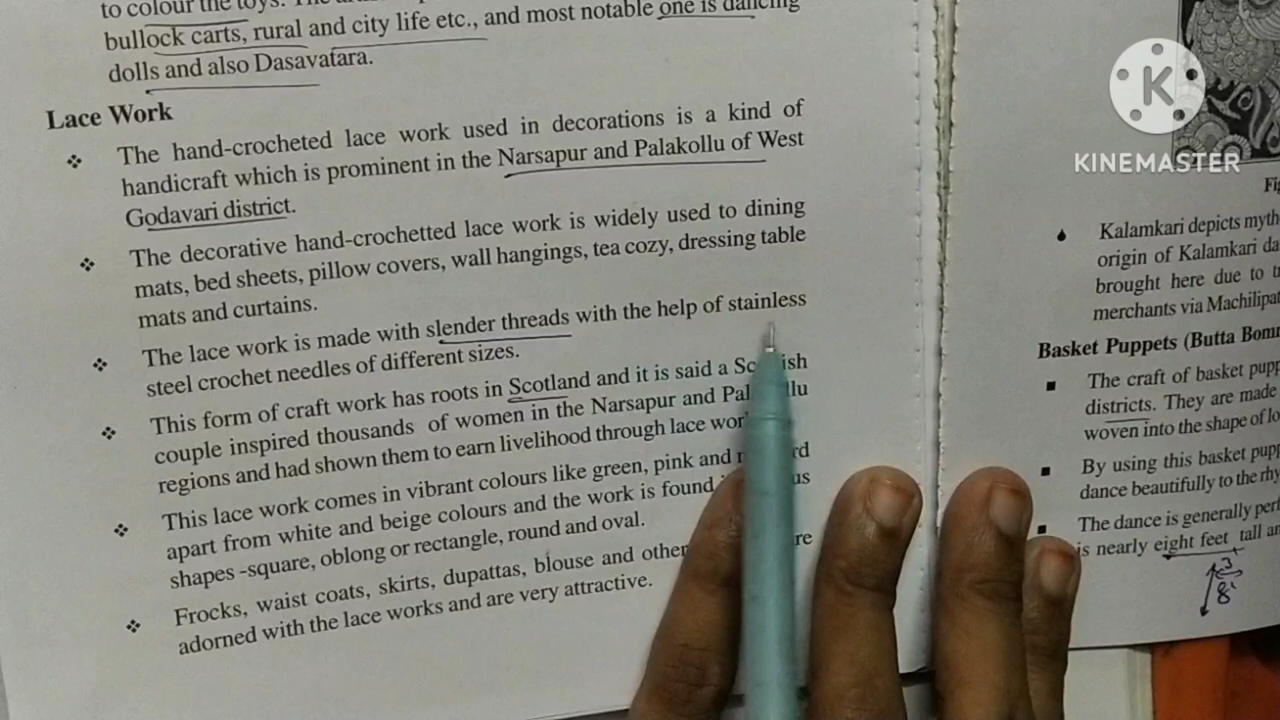 to colour the toys. The
bullock carts, rural and city life etc., and most notable one is dancing
dolls and also Dasavatara.
Lace Work
❖ The hand-crocheted lace work used in decorations is a kind of
handicraft which is prominent in the Narsapur and Palakollu of West
Godavari district.
❖ The decorative hand-crochetted lace work is widely used to dining
mats, bed sheets, pillow covers, wall hangings, tea cozy, dressing table
mats and curtains.
❖ The lace work is made with slender threads with the help of stainless
steel crochet needles of different sizes.
❖ This form of craft work has roots in Scotland and it is said a
couple inspired thousands of women in the Narsapur and
regions and had shown them to earn livelihood through lace
❖ This lace work comes in vibrant colours like green, pink and
apart from white and beige colours and the work is found
shapes -square, oblong or rectangle, round and oval.
❖ Frocks, waist coats, skirts, dupattas, blouse and other
adorned with the lace works and are very attractive.
K
KINEMASTER
Kalamkari depicts
origin of Kalamkari
brought here due to
merchants via
Basket Puppets (Butta
■ The craft of basket
districts. They are made
woven into the shape of
■ By using this basket
dance beautifully to the
■ The dance is generally
is nearly eight feet tall
3
8